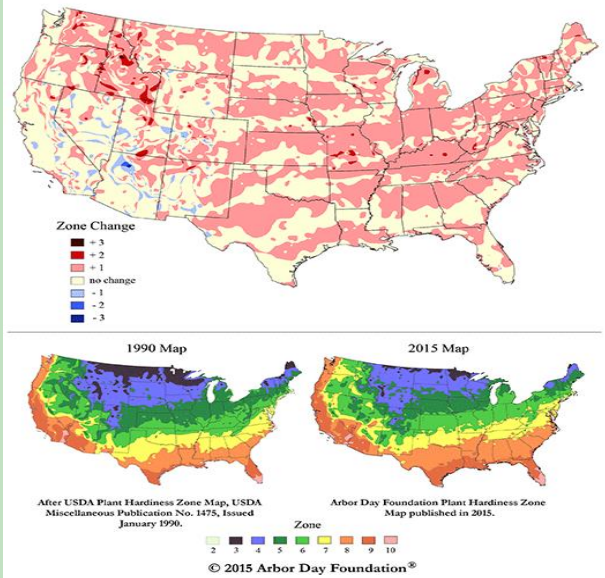 Zone Change
+ 3
+ 2
+ 1
no change
- 1
- 2
- 3
1990 Map
2015 Map
After USDA Plant Hardiness Zone Map, USDA
Miscellaneous Publication No. 1475, Issued
January 1990.
Arbor Day Foundation Plant Hardiness Zone
Map published in 2015.
Zone
2 3 4 5 6 7 8 9 10
© 2015 Arbor Day Foundation®